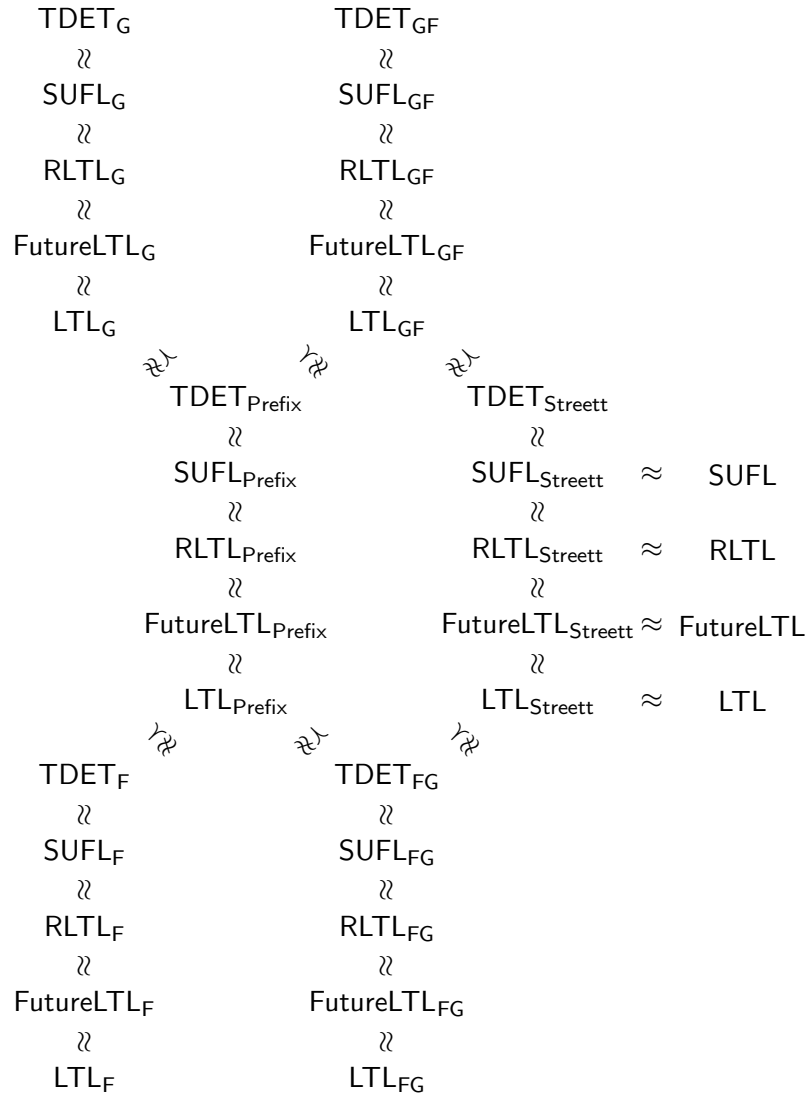 TDET_G TDET_GF
≀≀ ≀≀
SUFL_G SUFL_GF
≀≀ ≀≀
RLTL_G RLTL_GF
≀≀ ≀≀
FutureLTL_G FutureLTL_GF
≀≀ ≀≀
LTL_G LTL_GF
⪹ ⪹ ⪹
TDET_Prefix TDET_Streett
≀≀ ≀≀
SUFL_Prefix SUFL_Streett ≈ SUFL
≀≀ ≀≀
RLTL_Prefix RLTL_Streett ≈ RLTL
≀≀ ≀≀
FutureLTL_Prefix FutureLTL_Streett ≈ FutureLTL
≀≀ ≀≀
LTL_Prefix LTL_Streett ≈ LTL
⪹ ⪹ ⪹
TDET_F TDET_FG
≀≀ ≀≀
SUFL_F SUFL_FG
≀≀ ≀≀
RLTL_F RLTL_FG
≀≀ ≀≀
FutureLTL_F FutureLTL_FG
≀≀ ≀≀
LTL_F LTL_FG